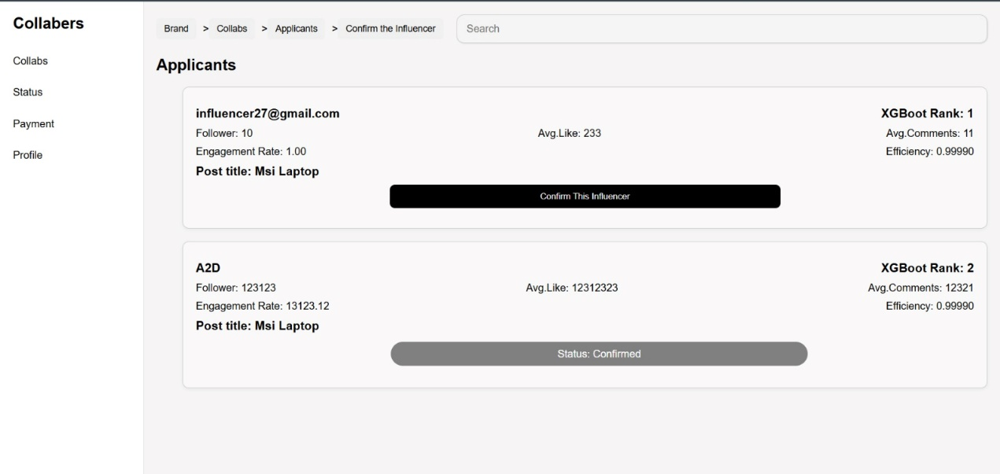 Collabers
Collabs
Status
Payment
Profile
Brand > Collabs > Applicants > Confirm the Influencer
Search
Applicants
influencer27@gmail.com XGBoot Rank: 1
Follower: 10 Avg.Like: 233 Avg.Comments: 11
Engagement Rate: 1.00 Efficiency: 0.99990
Post title: Msi Laptop
Confirm This Influencer
A2D XGBoot Rank: 2
Follower: 123123 Avg.Like: 12312323 Avg.Comments: 12321
Engagement Rate: 13123.12 Efficiency: 0.99990
Post title: Msi Laptop
Status: Confirmed